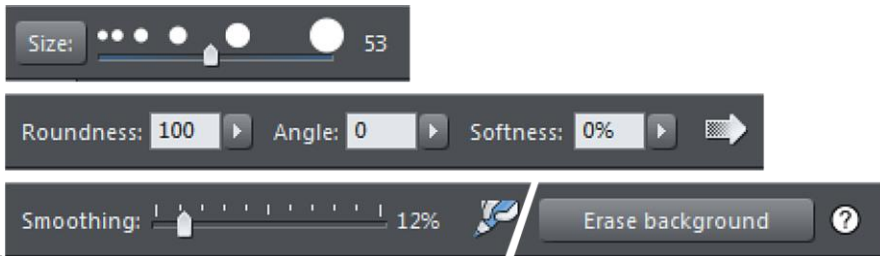 Size: 53
Roundness: 100 Angle: 0 Softness: 0%
Smoothing: 12% Erase background ?